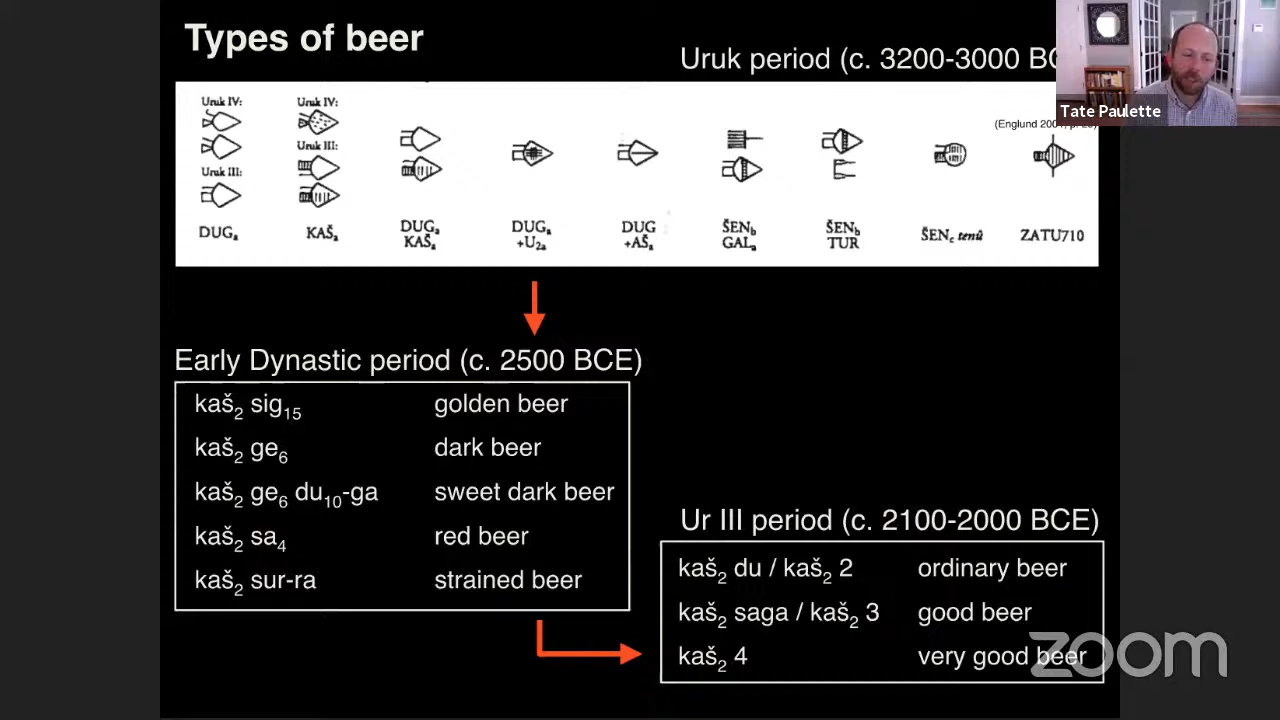 Types of beer
Uruk period (c. 3200-3000 BC
Tate Paulette
(Englund 200
Uruk IV:
Uruk III:
DUGₐ
Uruk IV:
Uruk III:
KAŠₐ
DUGₐ
KAŠₐ
DUGₐ
+U₂ₐ
DUG
+AŠₐ
ŠENb
GALₐ
ŠENb
TUR
ŠENc tenû
ZATU710
Early Dynastic period (c. 2500 BCE)
kaš₂ sig₁₅ golden beer
kaš₂ ge₆ dark beer
kaš₂ ge₆ du₁₀-ga sweet dark beer
kaš₂ sa₄ red beer
kaš₂ sur-ra strained beer
Ur III period (c. 2100-2000 BCE)
kaš₂ du / kaš₂ 2 ordinary beer
kaš₂ saga / kaš₂ 3 good beer
kaš₂ 4 very good beer
zoom